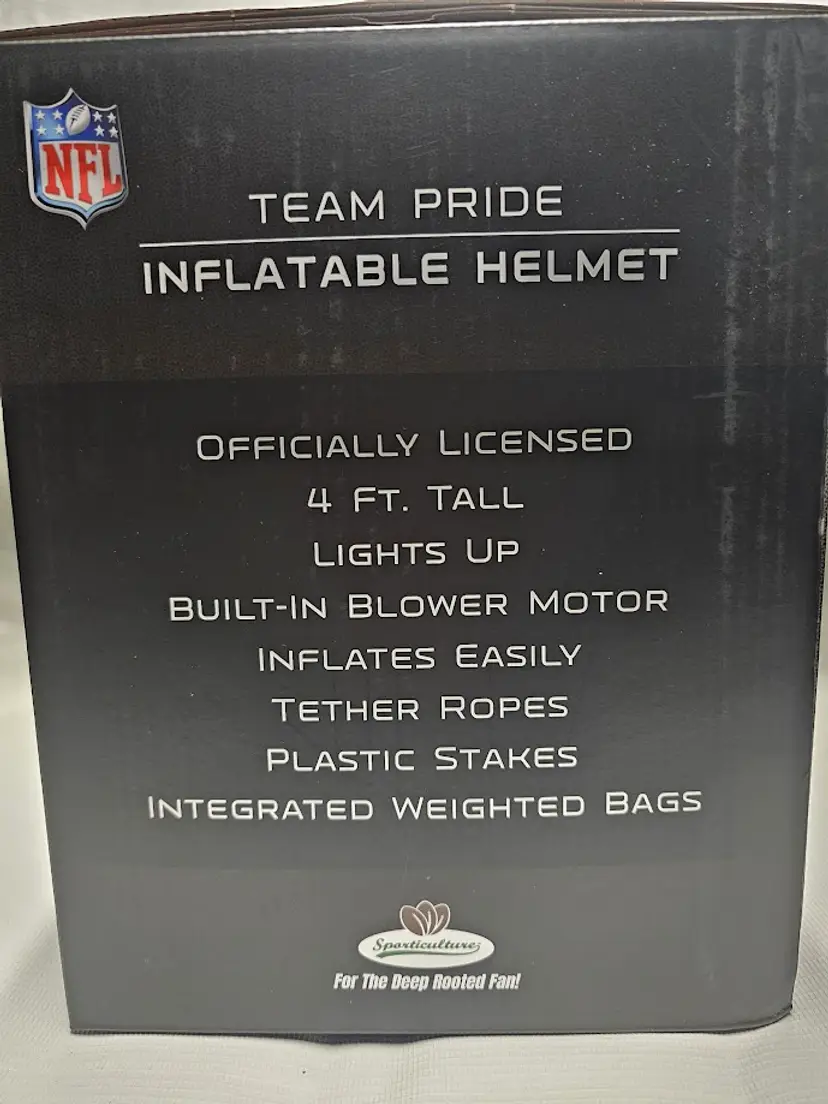 NFL
TEAM PRIDE
INFLATABLE HELMET
OFFICIALLY LICENSED
4 FT. TALL
LIGHTS UP
BUILT-IN BLOWER MOTOR
INFLATES EASILY
TETHER ROPES
PLASTIC STAKES
INTEGRATED WEIGHTED BAGS
Sporticulture
For The Deep Rooted Fan!